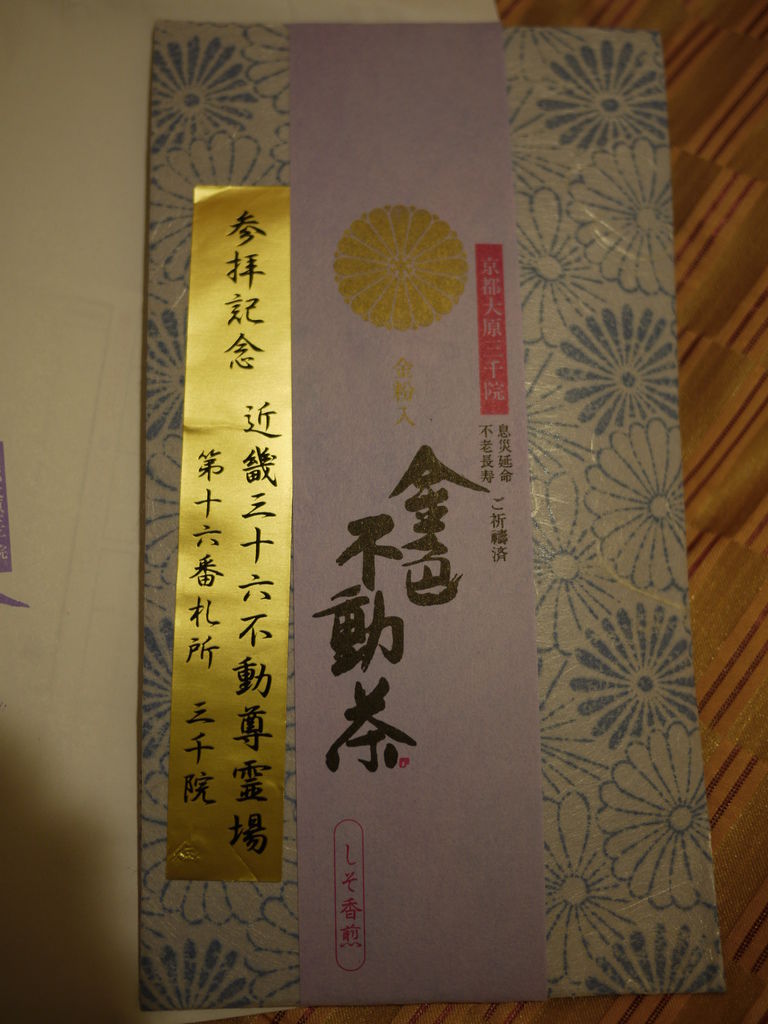 京都大原三千院
息災延命
不老長寿
ご祈禱済
金粉入
金色
不動茶
しそ香煎
参拝記念
近畿三十六不動尊霊場
第十六番札所 三千院